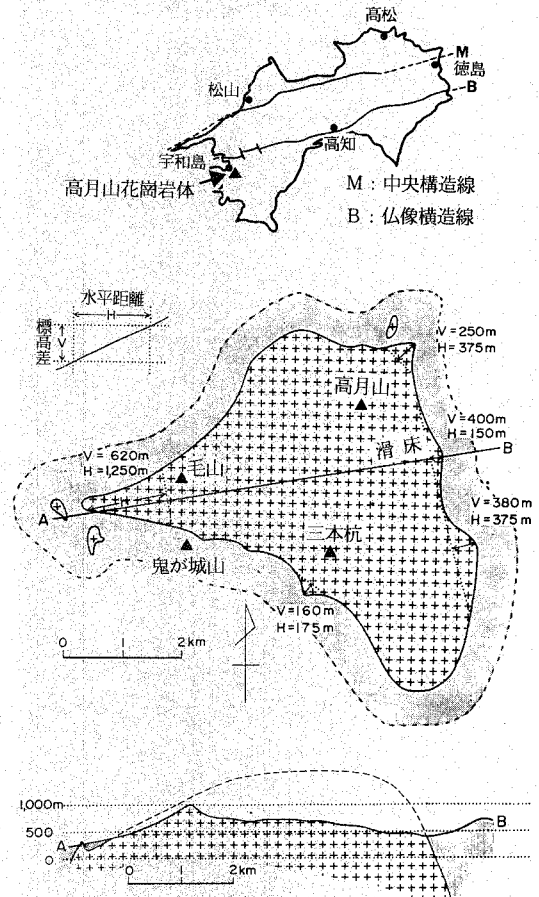 高松
M
徳島
B
松山
高知
宇和島
高月山花崗岩体
M：中央構造線
B：仏像構造線
水平距離
H
標高差
V
V=250m
H=375m
高月山
V=400m
H=150m
滑床
B
V=620m
H=1,250m
毛山
V=380m
H=375m
A
三本杭
鬼が城山
V=160m
H=175m
0 2km
1,000m
500
0
A
B
0 2km